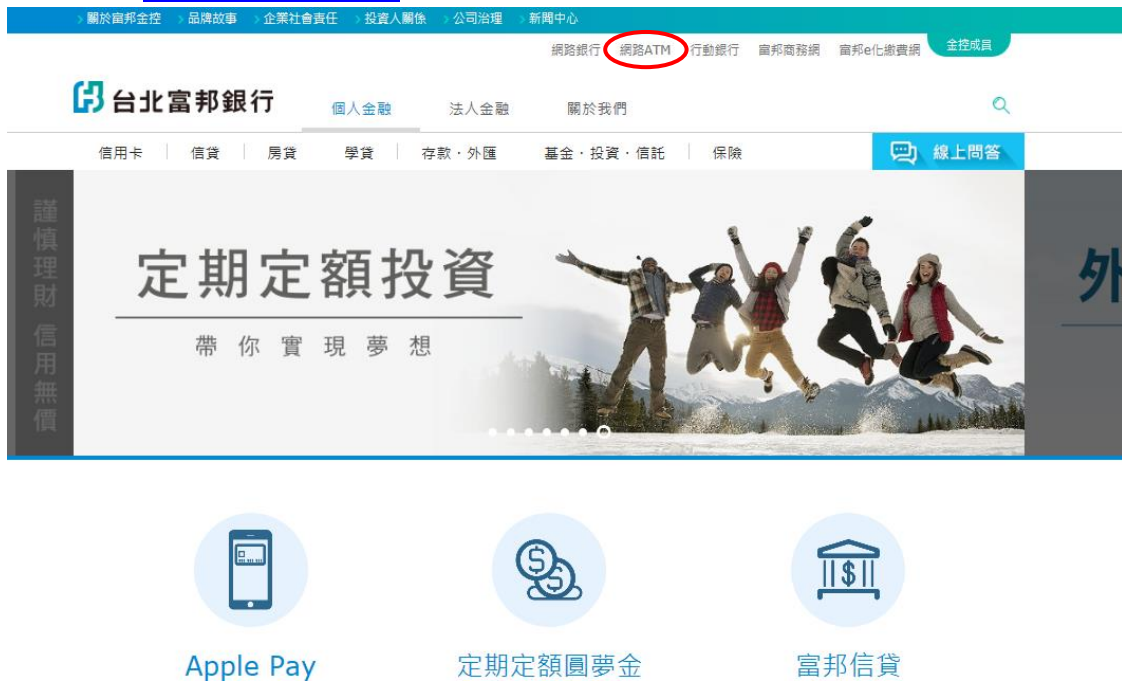 關於富邦金控 品牌故事 企業社會責任 投資人關係 公司治理 新聞中心
網路銀行 網路ATM 行動銀行 富邦商務網 富邦e化繳費網 金控成員
台北富邦銀行 個人金融 法人金融 關於我們
信用卡 信貸 房貸 學貸 存款・外匯 基金・投資・信託 保險 線上問答
謹慎理財 信用無價
定期定額投資
帶你實現夢想
外
Apple Pay 定期定額圓夢金 富邦信貸